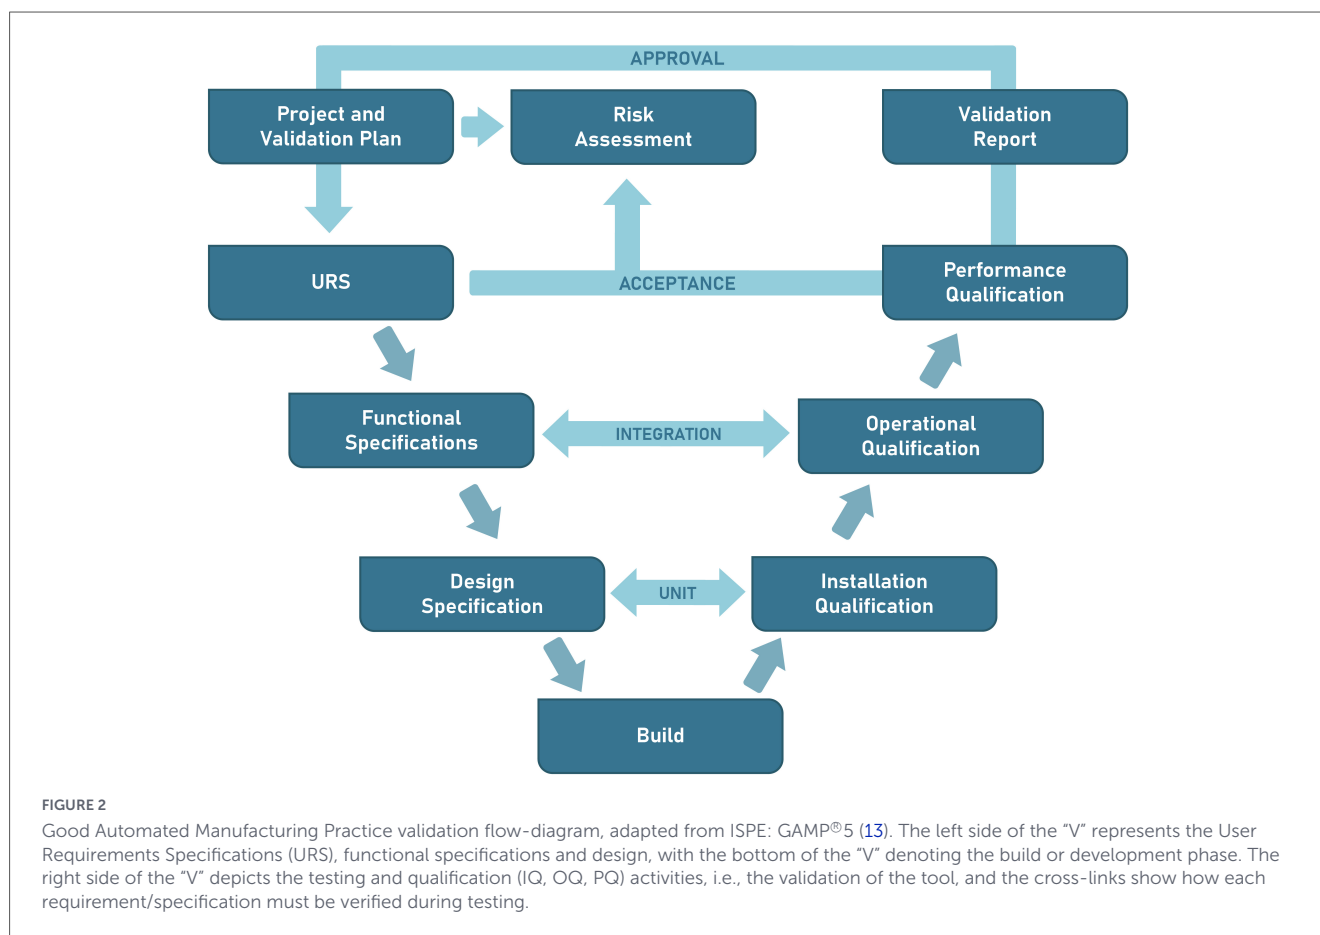 APPROVAL
Project and
Validation Plan
Risk
Assessment
Validation
Report
URS
ACCEPTANCE
Performance
Qualification
Functional
Specifications
INTEGRATION
Operational
Qualification
Design
Specification
UNIT
Installation
Qualification
Build
FIGURE 2
Good Automated Manufacturing Practice validation flow-diagram, adapted from ISPE: GAMP®5 (13). The left side of the “V” represents the User
Requirements Specifications (URS), functional specifications and design, with the bottom of the “V” denoting the build or development phase. The
right side of the “V” depicts the testing and qualification (IQ, OQ, PQ) activities, i.e., the validation of the tool, and the cross-links show how each
requirement/specification must be verified during testing.